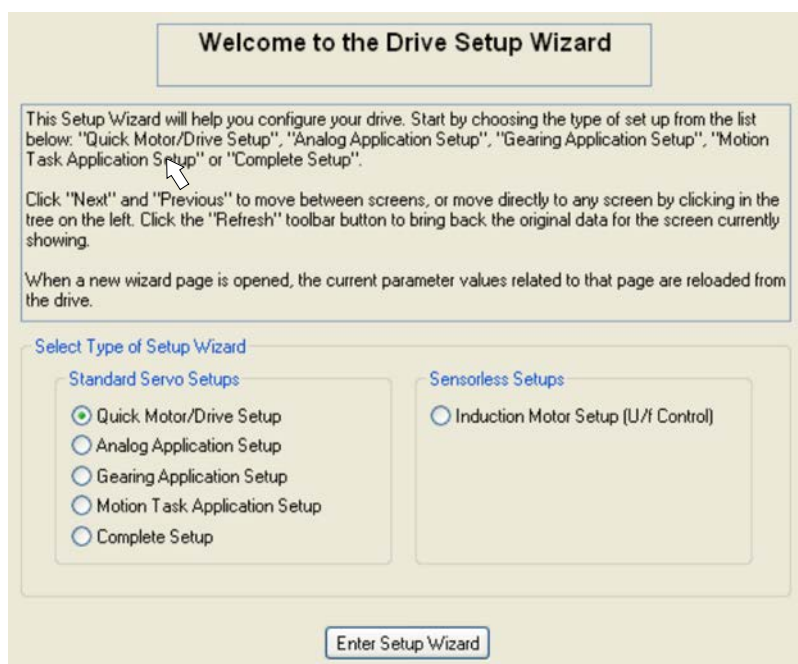 Welcome to the Drive Setup Wizard
This Setup Wizard will help you configure your drive. Start by choosing the type of set up from the list
below: "Quick Motor/Drive Setup", "Analog Application Setup", "Gearing Application Setup", "Motion
Task Application Setup" or "Complete Setup".
Click "Next" and "Previous" to move between screens, or move directly to any screen by clicking in the
tree on the left. Click the "Refresh" toolbar button to bring back the original data for the screen currently
showing.
When a new wizard page is opened, the current parameter values related to that page are reloaded from
the drive.
Select Type of Setup Wizard
Standard Servo Setups
Quick Motor/Drive Setup
Analog Application Setup
Gearing Application Setup
Motion Task Application Setup
Complete Setup
Sensorless Setups
Induction Motor Setup (U/f Control)
Enter Setup Wizard